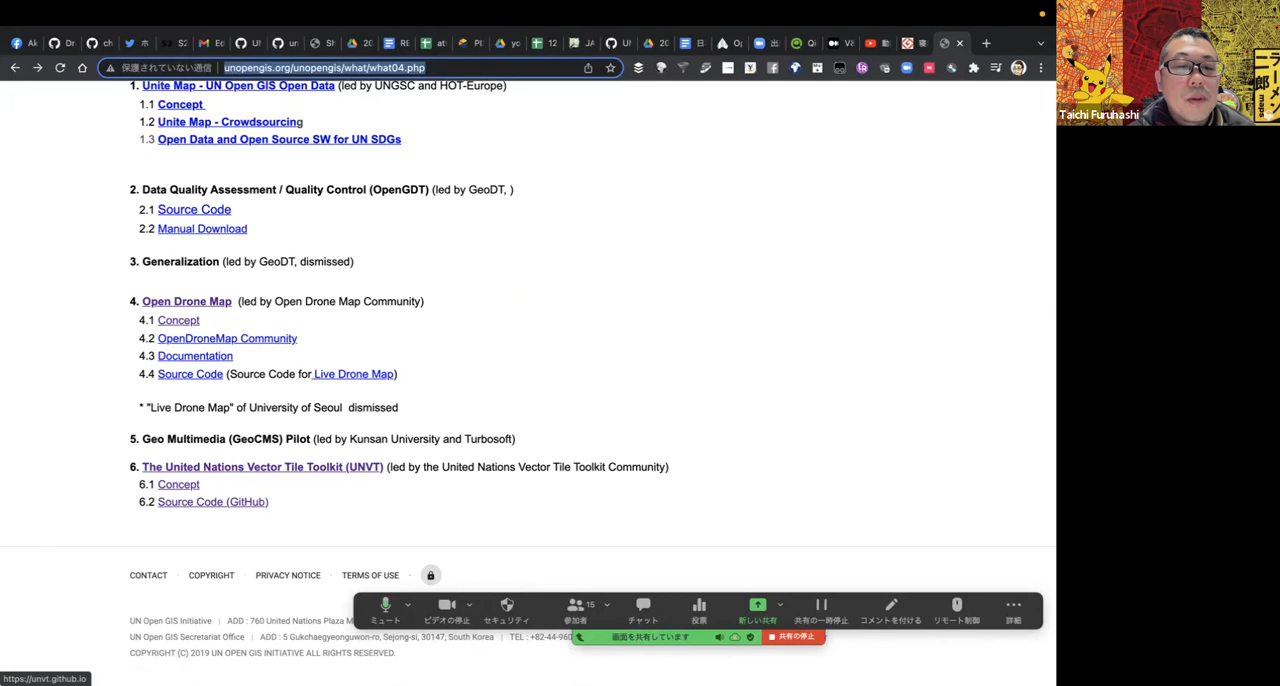 保護されていない通信 unopengis.org/unopengis/what/what04.php
1. Unite Map - UN Open GIS Open Data (led by UNGSC and HOT-Europe)
1.1 Concept
1.2 Unite Map - Crowdsourcing
1.3 Open Data and Open Source SW for UN SDGs
2. Data Quality Assessment / Quality Control (OpenGDT) (led by GeoDT, )
2.1 Source Code
2.2 Manual Download
3. Generalization (led by GeoDT, dismissed)
4. Open Drone Map (led by Open Drone Map Community)
4.1 Concept
4.2 OpenDroneMap Community
4.3 Documentation
4.4 Source Code (Source Code for Live Drone Map)
* "Live Drone Map" of University of Seoul dismissed
5. Geo Multimedia (GeoCMS) Pilot (led by Kunsan University and Turbosoft)
6. The United Nations Vector Tile Toolkit (UNVT) (led by the United Nations Vector Tile Toolkit Community)
6.1 Concept
6.2 Source Code (GitHub)
CONTACT · COPYRIGHT · PRIVACY NOTICE · TERMS OF USE ·
UN Open GIS Initiative | ADD : 760 United Nations Plaza M
UN Open GIS Secretariat Office | ADD : 5 Gukchaegyeonguwon-ro, Sejong-si, 30147, South Korea | TEL : +82-44-960
COPYRIGHT (C) 2019 UN OPEN GIS INITIATIVE ALL RIGHTS RESERVED.
https://unvt.github.io
ミュート ビデオの停止 セキュリティ 参加者 15 チャット 投票 新しい共有 共有の一時停止 コメントを付ける リモート制御 詳細
画面を共有しています 共有の停止
Taichi Furuhashi
ラーメン
二郎
maps